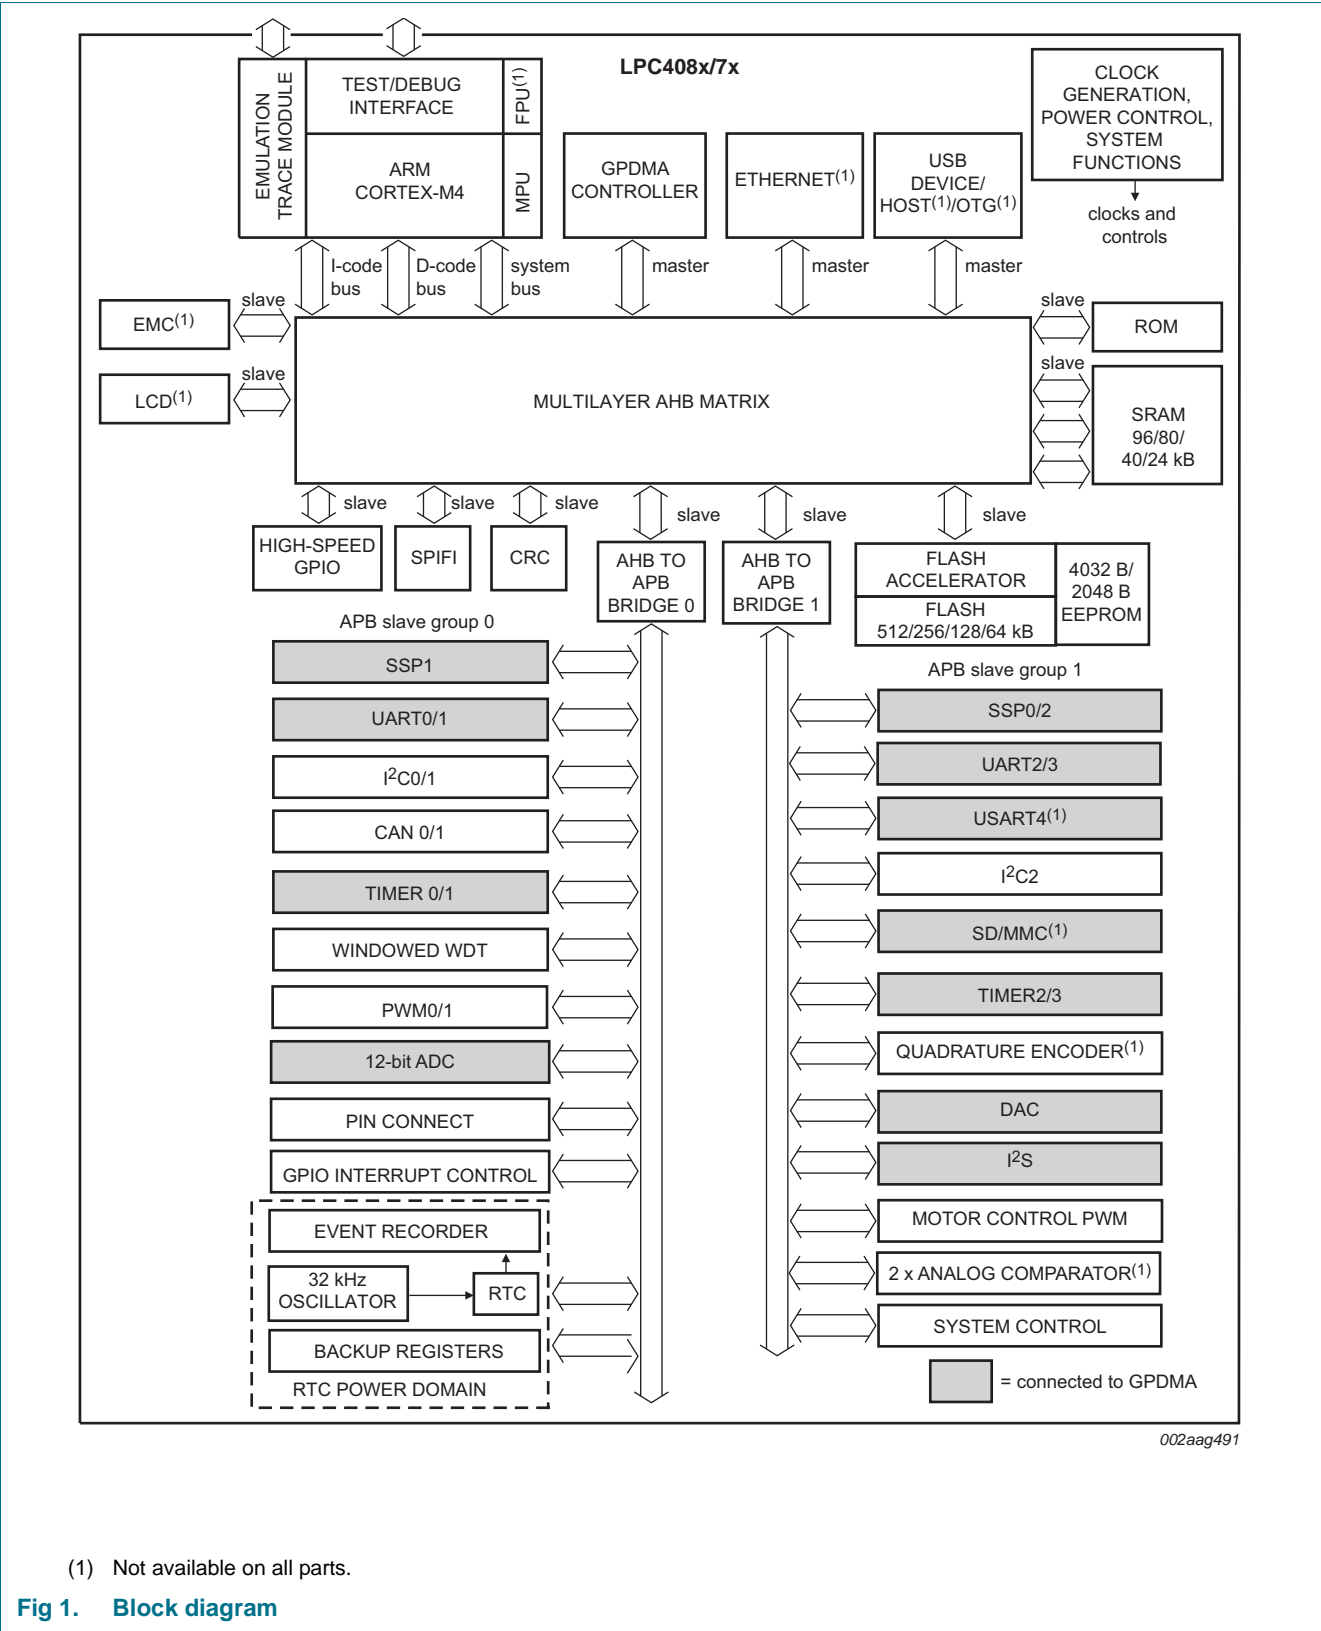 LPC408x/7x
EMULATION
TRACE MODULE
TEST/DEBUG
INTERFACE
FPU(1)
ARM
CORTEX-M4
MPU
GPDMA
CONTROLLER
ETHERNET(1)
USB
DEVICE/
HOST(1)/OTG(1)
CLOCK
GENERATION,
POWER CONTROL,
SYSTEM
FUNCTIONS
clocks and
controls
I-code
bus
D-code
bus
system
bus
master
master
master
slave
EMC(1)
slave
LCD(1)
MULTILAYER AHB MATRIX
slave
ROM
slave
SRAM
96/80/
40/24 kB
slave
slave
slave
slave
slave
slave
HIGH-SPEED
GPIO
SPIFI
CRC
AHB TO
APB
BRIDGE 0
AHB TO
APB
BRIDGE 1
FLASH
ACCELERATOR
FLASH
512/256/128/64 kB
4032 B/
2048 B
EEPROM
APB slave group 0
SSP1
UART0/1
I2C0/1
CAN 0/1
TIMER 0/1
WINDOWED WDT
PWM0/1
12-bit ADC
PIN CONNECT
GPIO INTERRUPT CONTROL
EVENT RECORDER
32 kHz
OSCILLATOR
RTC
BACKUP REGISTERS
RTC POWER DOMAIN
APB slave group 1
SSP0/2
UART2/3
USART4(1)
I2C2
SD/MMC(1)
TIMER2/3
QUADRATURE ENCODER(1)
DAC
I2S
MOTOR CONTROL PWM
2 x ANALOG COMPARATOR(1)
SYSTEM CONTROL
= connected to GPDMA
002aag491
(1) Not available on all parts.
Fig 1. Block diagram